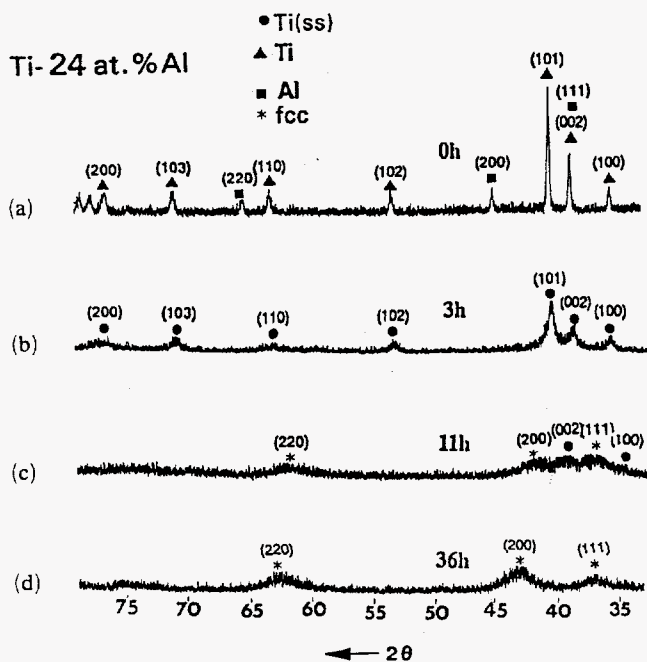 Ti-24 at.%Al
● Ti(ss)
▲ Ti
■ Al
* fcc
(a)
0h
(200)
(103)
(220)
(110)
(102)
(200)
(101)
(111)
(002)
(100)
(b)
3h
(200)
(103)
(110)
(102)
(101)
(002)
(100)
(c)
11h
(220)
(200)
(002)
(111)
(100)
(d)
36h
(220)
(200)
(111)
75 70 65 60 55 50 45 40 35
← 2θ